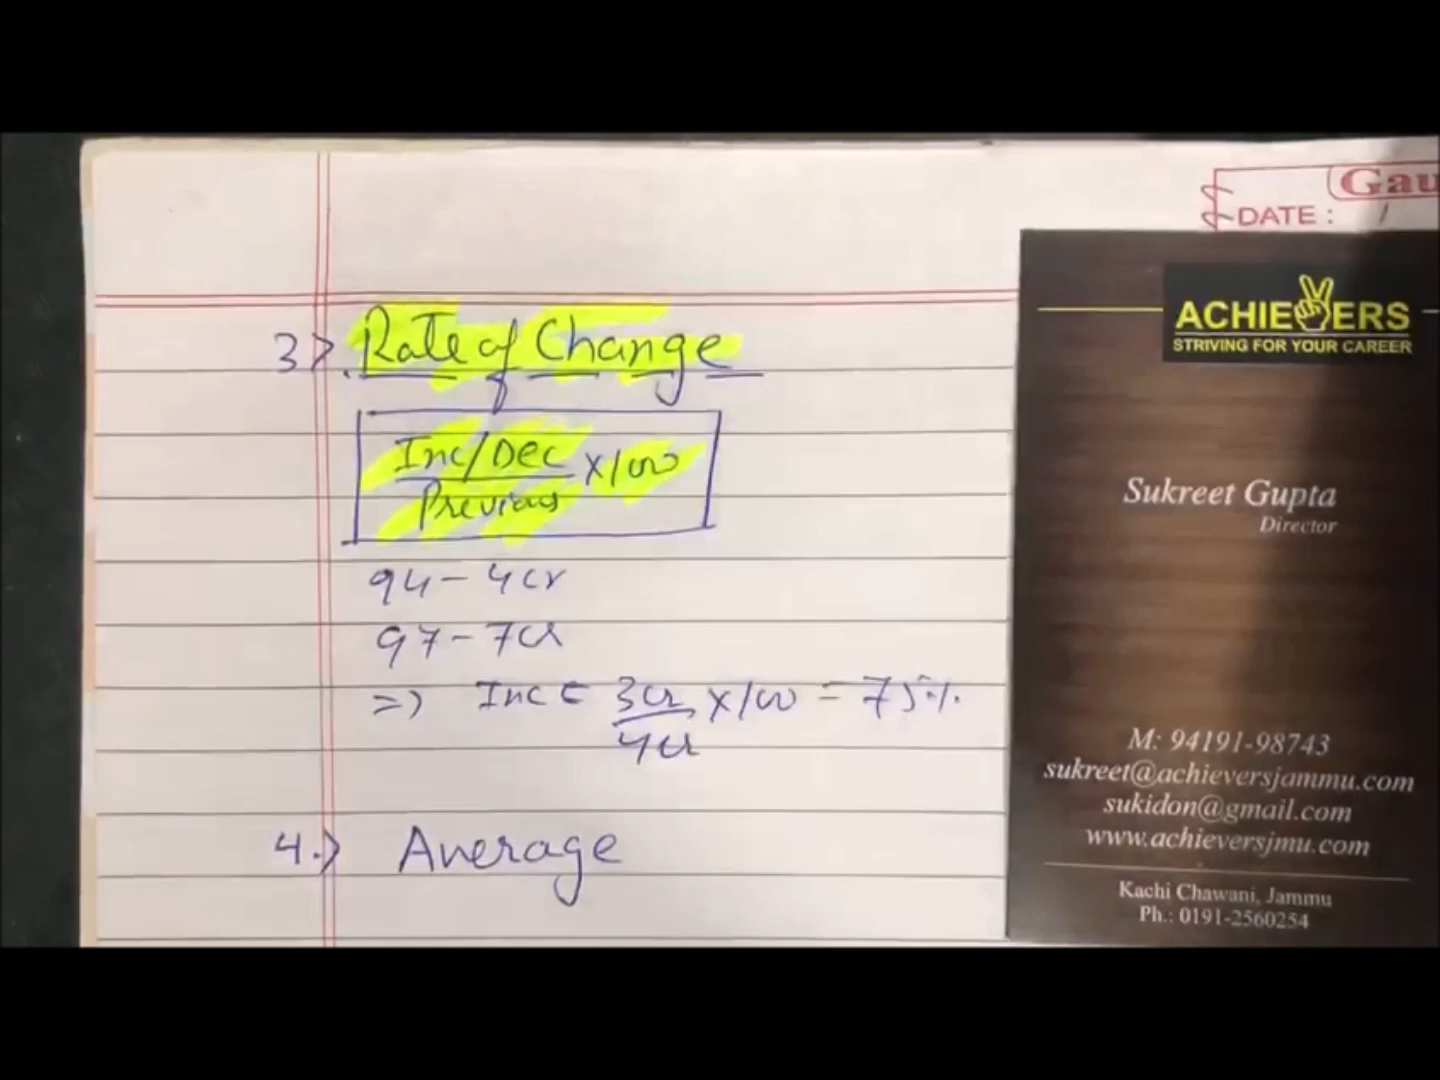 Gau
DATE : /
3> Rate of Change
Inc/Dec
Previous
x100
94 - 4cr
97 - 7cr
=> Inc = 3cr/4cr x100 = 75%
4.> Average
ACHIEVERS
STRIVING FOR YOUR CAREER
Sukreet Gupta
Director
M: 94191-98743
sukreet@achieversjammu.com
sukidon@gmail.com
www.achieversjmu.com
Kachi Chawani, Jammu
Ph.: 0191-2560254